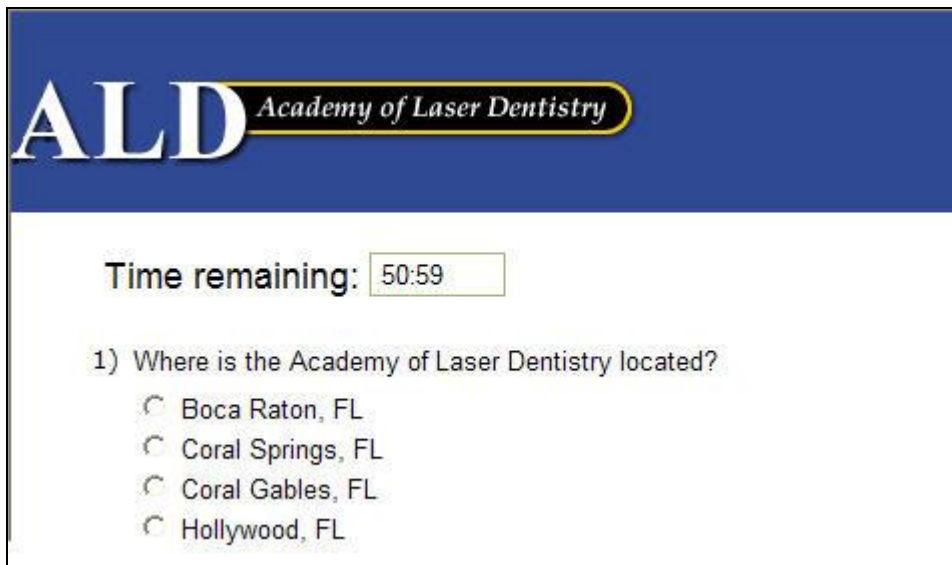 ALD Academy of Laser Dentistry
Time remaining: 50:59
1) Where is the Academy of Laser Dentistry located?
Boca Raton, FL
Coral Springs, FL
Coral Gables, FL
Hollywood, FL